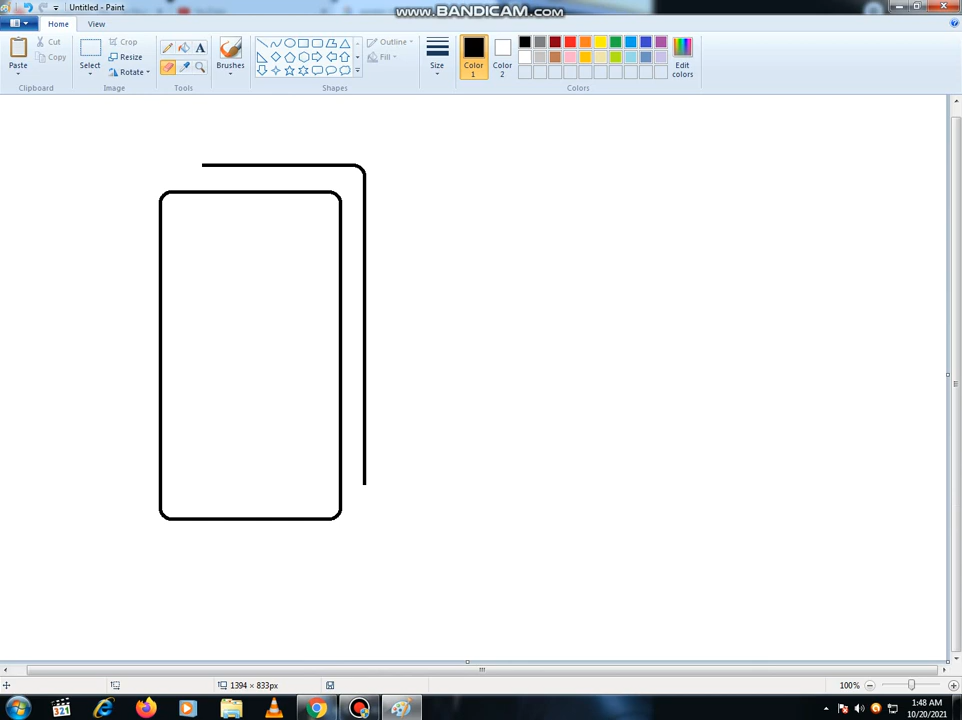 Untitled - Paint
www.BANDICAM.com
Home
View
Paste
Cut
Copy
Clipboard
Select
Crop
Resize
Rotate
Image
A
Tools
Brushes
Outline
Fill
Shapes
Size
Color 1
Color 2
Edit colors
Colors
1394 × 833px
100%
321
1:48 AM
10/20/2021